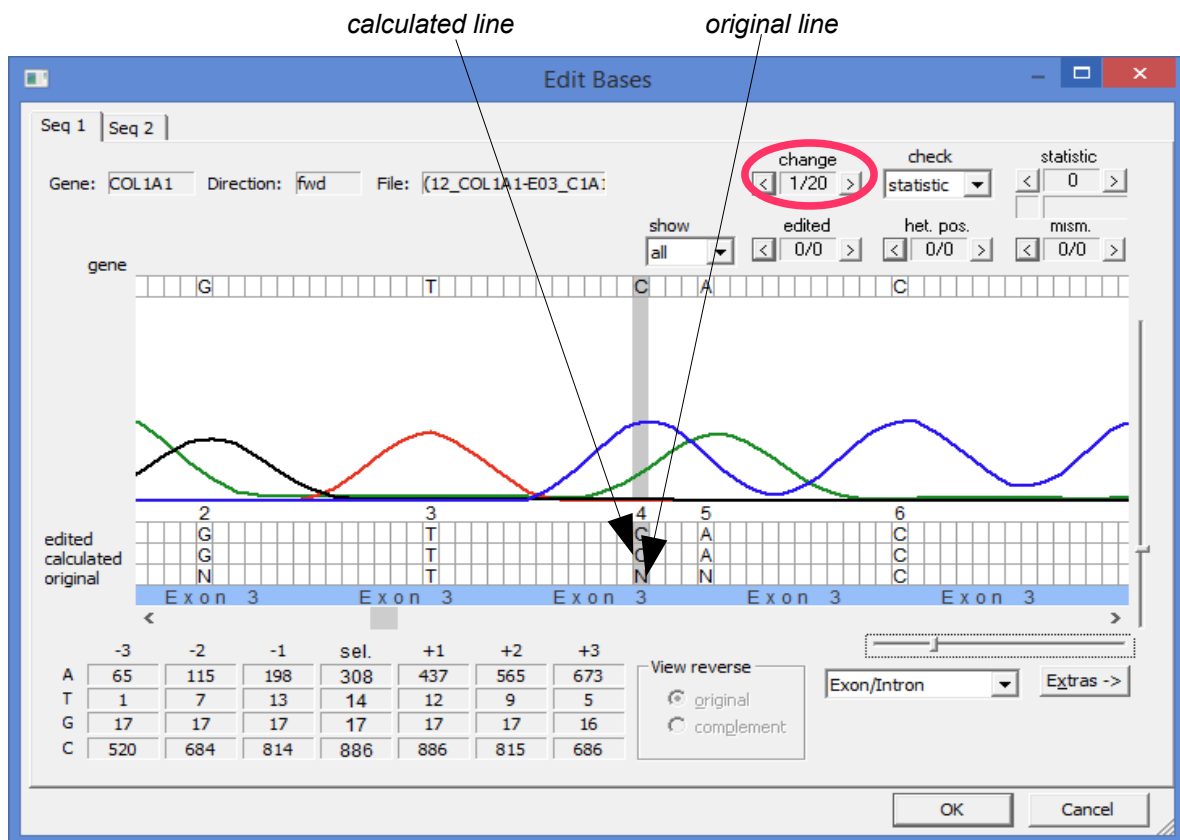 calculated line original line
Edit Bases
Seq 1 Seq 2
change check statistic
Gene: COL1A1 Direction: fwd File: (12_COL1A1-E03_C1A1
< 1/20 > statistic < 0 >
show edited het. pos. mism.
all < 0/0 > < 0/0 > < 0/0 >
gene
G T C A C
2 3 4 5 6
edited G T C A C
calculated G T C A C
original N T N N C
Exon 3 Exon 3 Exon 3 Exon 3 Exon 3
< >
-3 -2 -1 sel. +1 +2 +3
A 65 115 198 308 437 565 673
T 1 7 13 14 12 9 5
G 17 17 17 17 17 17 16
C 520 684 814 886 886 815 686
View reverse
original
complement
Exon/Intron Extras ->
OK Cancel